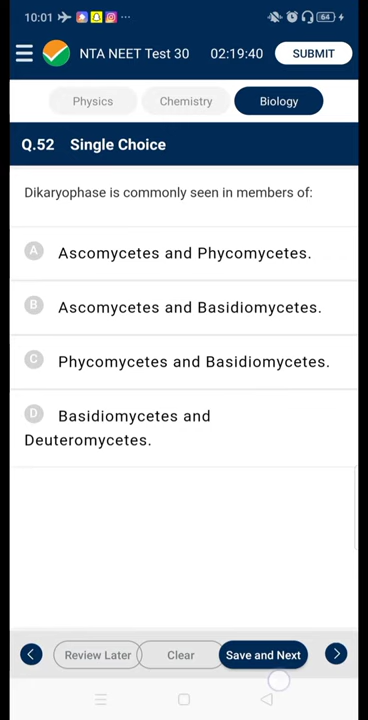 10:01
64
NTA NEET Test 30 02:19:40 SUBMIT
Physics Chemistry Biology
Q.52 Single Choice
Dikaryophase is commonly seen in members of:
A Ascomycetes and Phycomycetes.
B Ascomycetes and Basidiomycetes.
C Phycomycetes and Basidiomycetes.
D Basidiomycetes and
Deuteromycetes.
Review Later Clear Save and Next